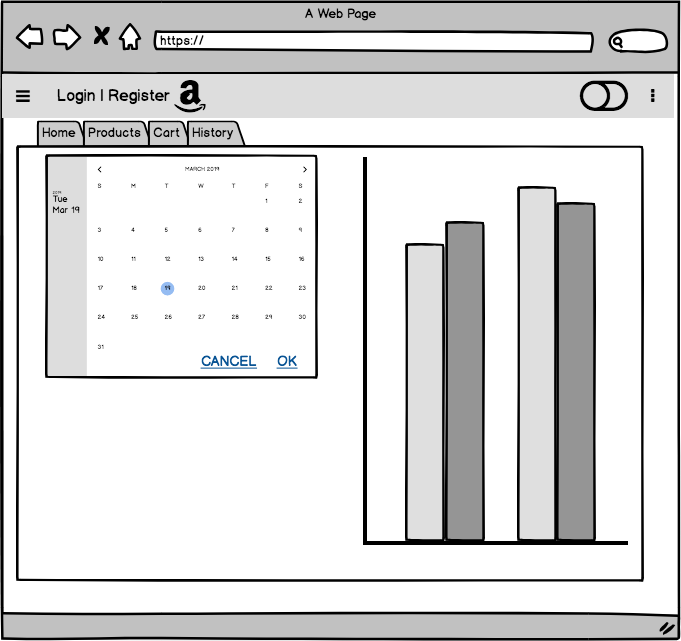 A Web Page
https://
Login | Register
Home Products Cart History
2019
Tue
Mar 19
MARCH 2019
S M T W T F S
1 2
3 4 5 6 7 8 9
10 11 12 13 14 15 16
17 18 19 20 21 22 23
24 25 26 27 28 29 30
31
CANCEL OK